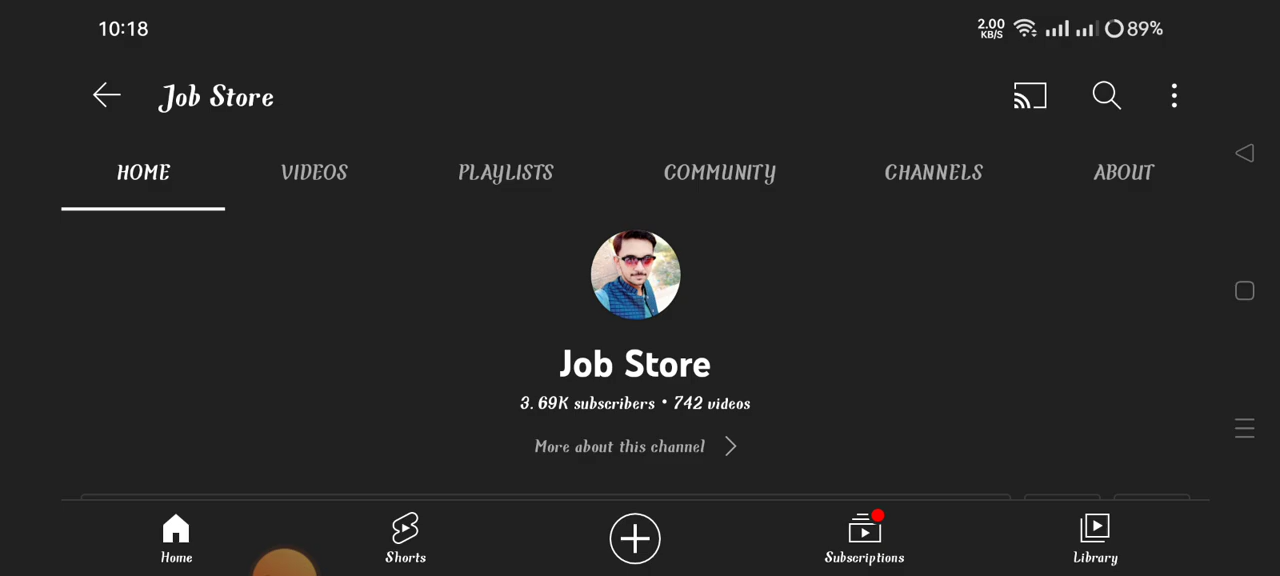 10:18
2.00 KB/S 89%
Job Store
HOME VIDEOS PLAYLISTS COMMUNITY CHANNELS ABOUT
Job Store
3.69K subscribers • 742 videos
More about this channel
Home Shorts Subscriptions Library